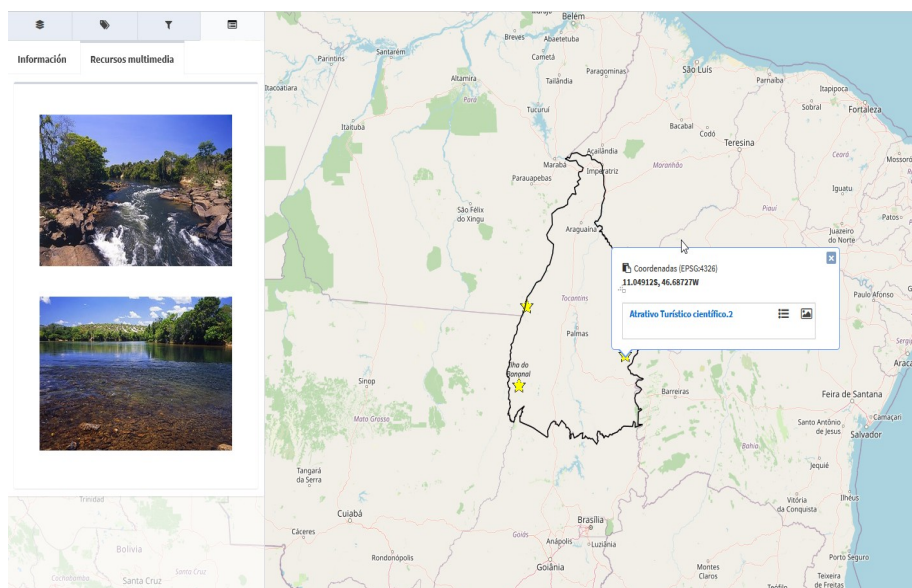 Información
Recursos multimedia
Belém
Breves
Abaetetuba
Santarém
Parintins
Cametá
São Luís
Itacoatiara
Altamira
Tailândia
Paragominas
Parnaíba
Itapipoca
Pará
Tucuruí
Sobral
Fortaleza
Itaituba
Bacabal
Codó
Teresina
Açailândia
Ceará
Mossoró
Marabá
Imperatriz
Maranhão
Parauapebas
Iguatu
São Félix
do Xingu
Piauí
Patos
Araguaína
Juazeiro
do Norte
Coordenadas (EPSG:4326)
11.04912S, 46.68727W
Atrativo Turístico científico.2
Tocantins
Paulo Afonso
Palmas
Ilha do
Bananal
Sinop
Barreiras
Feira de Santana
Mato Grosso
Santo Antônio
de Jesus
Camaçari
Salvador
Bahia
Tangará
da Serra
Jequié
Trinidad
Vitória
da Conquista
Ilhéus
Cuiabá
Brasília
Cáceres
Goiás
Anápolis
Luziânia
Bolivia
Rondonópolis
Porto Seguro
Goiânia
Montes
Claros
Cochabamba
Santa Cruz
Santa Cruz
Teixeira
de Freitas